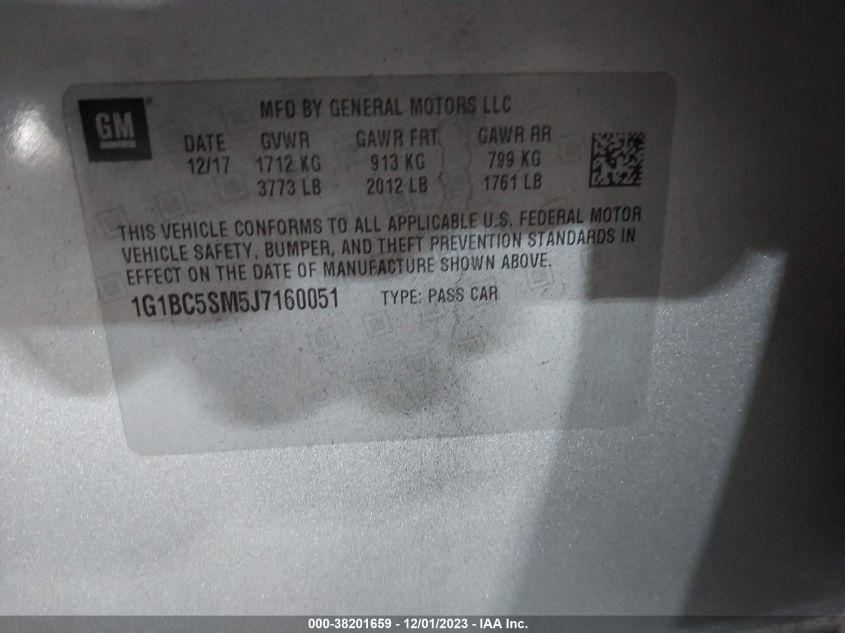 GM
MFD BY GENERAL MOTORS LLC
DATE GVWR GAWR FRT GAWR RR
12/17 1712 KG 913 KG 799 KG
3773 LB 2012 LB 1761 LB
THIS VEHICLE CONFORMS TO ALL APPLICABLE U.S. FEDERAL MOTOR
VEHICLE SAFETY, BUMPER, AND THEFT PREVENTION STANDARDS IN
EFFECT ON THE DATE OF MANUFACTURE SHOWN ABOVE.
1G1BC5SM5J7160051 TYPE: PASS CAR
000-38201659 - 12/01/2023 - IAA Inc.